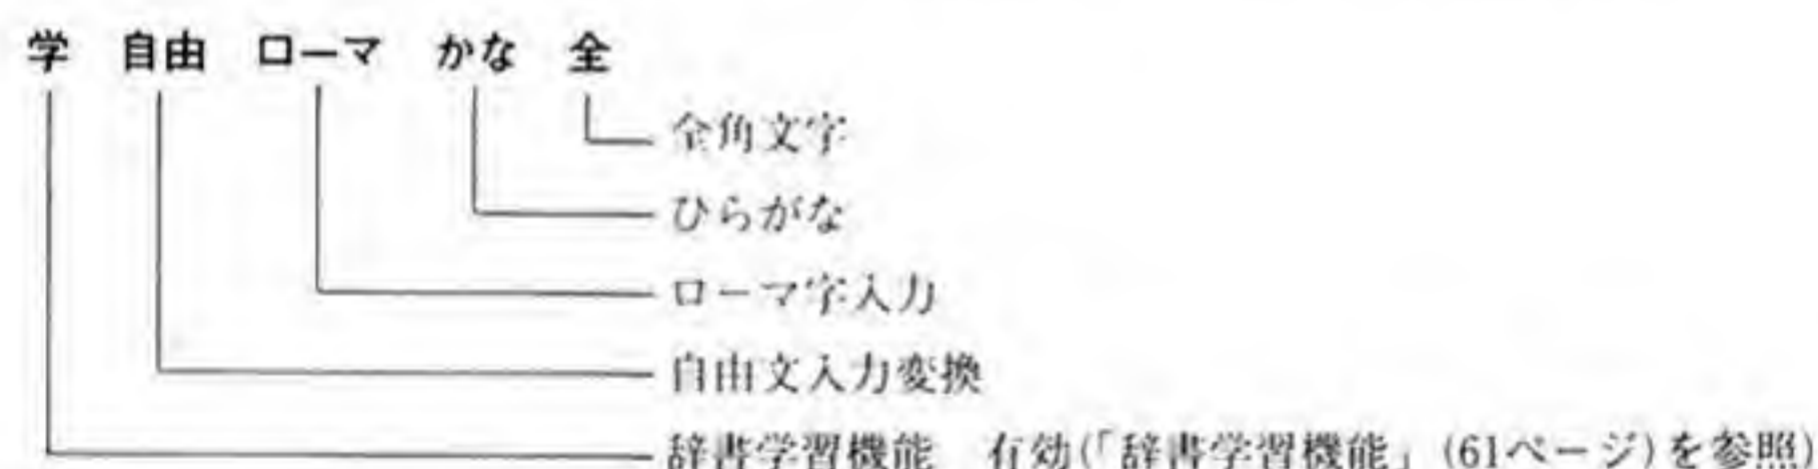 学 自由 ローマ かな 全
全角文字
ひらがな
ローマ字入力
自由文入力変換
辞書学習機能 有効(「辞書学習機能」(61ページ)を参照)